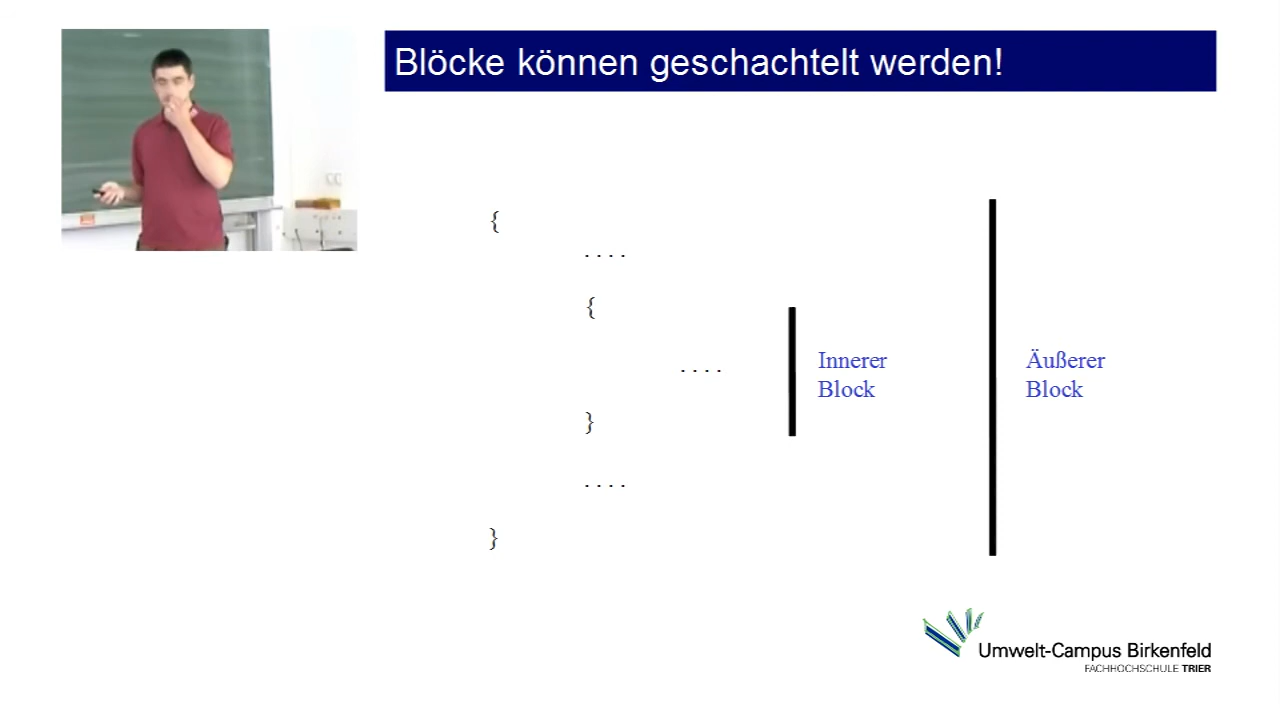 Blöcke können geschachtelt werden!
{
....
{
....
}
....
}
Innerer
Block
Äußerer
Block
Umwelt-Campus Birkenfeld
FACHHOCHSCHULE TRIER